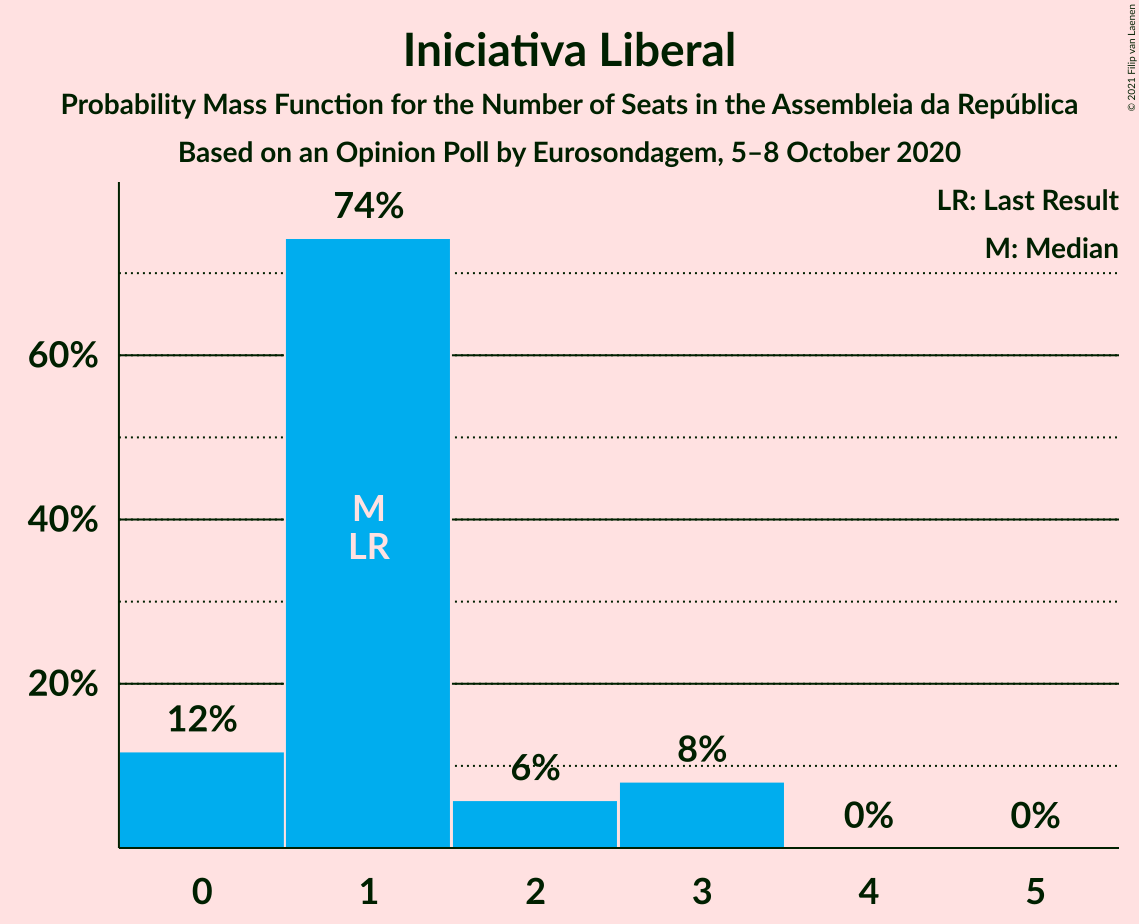 Iniciativa Liberal
Probability Mass Function for the Number of Seats in the Assembleia da República
Based on an Opinion Poll by Eurosondagem, 5–8 October 2020
© 2021 Filip van Laenen
LR: Last Result
M: Median
74%
60%
40%
20%
M
LR
12%
6%
8%
0%
0%
0 1 2 3 4 5